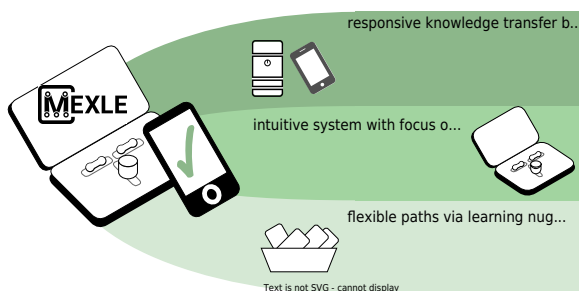 responsive knowledge transfer b...
MEXLE
intuitive system with focus o...
flexible paths via learning nug...
Text is not SVG - cannot display